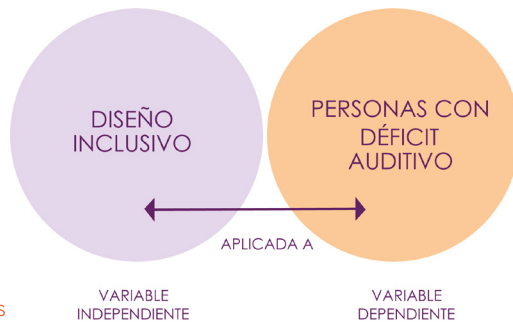 DISEÑO
INCLUSIVO
PERSONAS CON
DÉFICIT
AUDITIVO
APLICADA A
S
VARIABLE
INDEPENDIENTE
VARIABLE
DEPENDIENTE